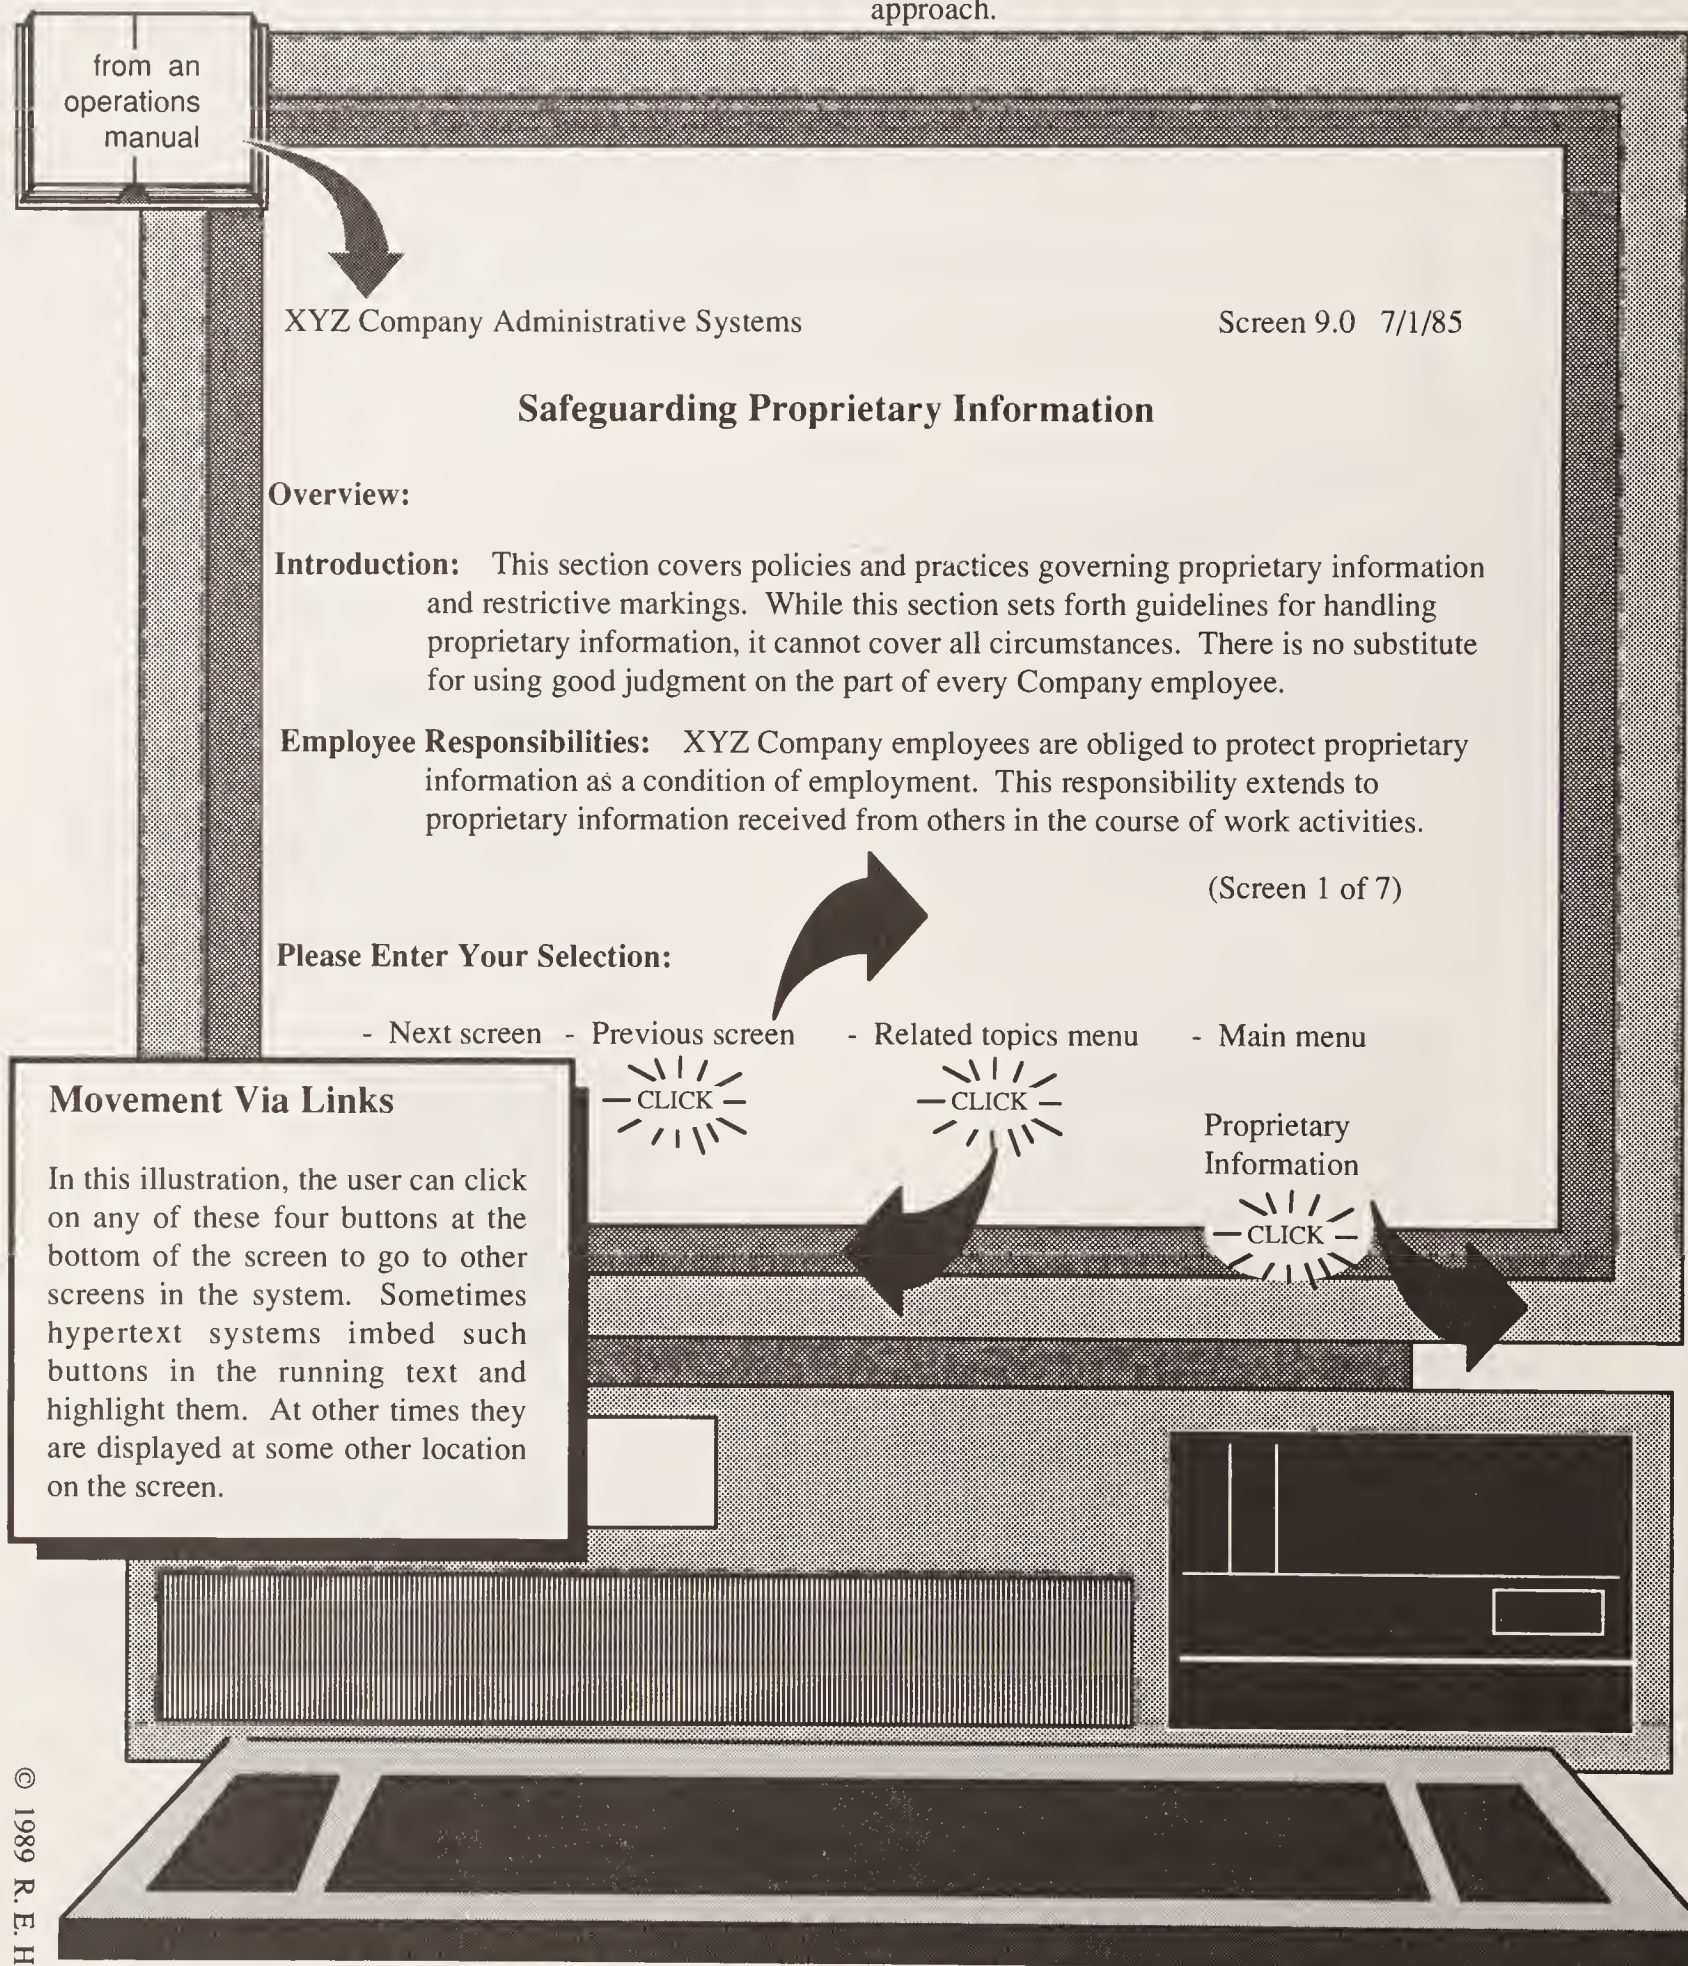 approach.
from an
operations
manual
XYZ Company Administrative Systems Screen 9.0 7/1/85
Safeguarding Proprietary Information
Overview:
Introduction: This section covers policies and practices governing proprietary information
and restrictive markings. While this section sets forth guidelines for handling
proprietary information, it cannot cover all circumstances. There is no substitute
for using good judgment on the part of every Company employee.
Employee Responsibilities: XYZ Company employees are obliged to protect proprietary
information as a condition of employment. This responsibility extends to
proprietary information received from others in the course of work activities.
(Screen 1 of 7)
Please Enter Your Selection:
- Next screen - Previous screen - Related topics menu - Main menu
CLICK CLICK
Proprietary
Information
CLICK
Movement Via Links
In this illustration, the user can click
on any of these four buttons at the
bottom of the screen to go to other
screens in the system. Sometimes
hypertext systems imbed such
buttons in the running text and
highlight them. At other times they
are displayed at some other location
on the screen.
© 1989 R. E. H